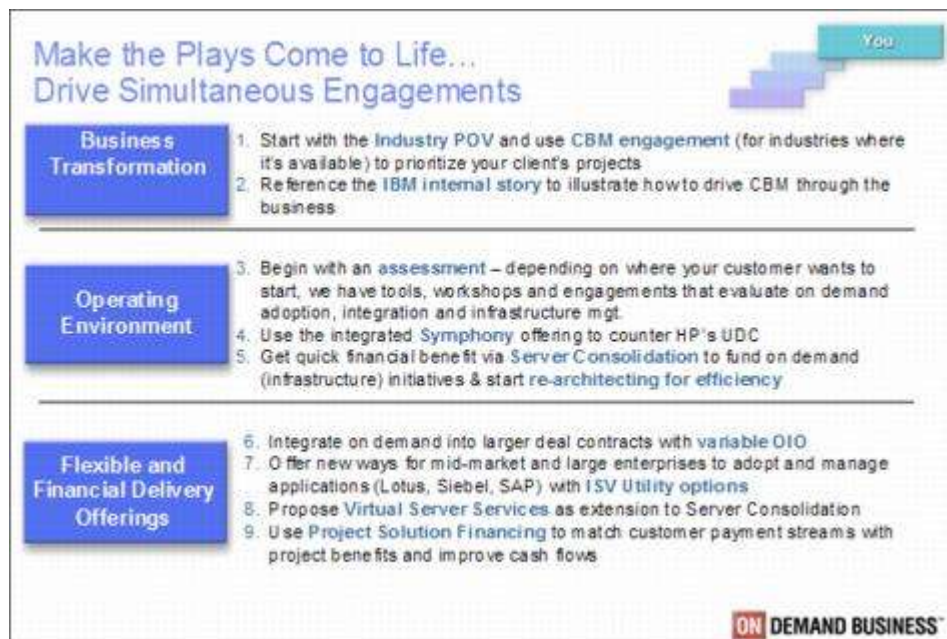 You
Make the Plays Come to Life...
Drive Simultaneous Engagements
Business
Transformation
1. Start with the Industry POV and use CBM engagement (for industries where
it's available) to prioritize your client's projects
2. Reference the IBM internal story to illustrate how to drive CBM through the
business
Operating
Environment
3. Begin with an assessment – depending on where your customer wants to
start, we have tools, workshops and engagements that evaluate on demand
adoption, integration and infrastructure mgt.
4. Use the integrated Symphony offering to counter HP's UDC
5. Get quick financial benefit via Server Consolidation to fund on demand
(infrastructure) initiatives & start re-architecting for efficiency
Flexible and
Financial Delivery
Offerings
6. Integrate on demand into larger deal contracts with variable OIO
7. Offer new ways for mid-market and large enterprises to adopt and manage
applications (Lotus, Siebel, SAP) with ISV Utility options
8. Propose Virtual Server Services as extension to Server Consolidation
9. Use Project Solution Financing to match customer payment streams with
project benefits and improve cash flows
ON DEMAND BUSINESS